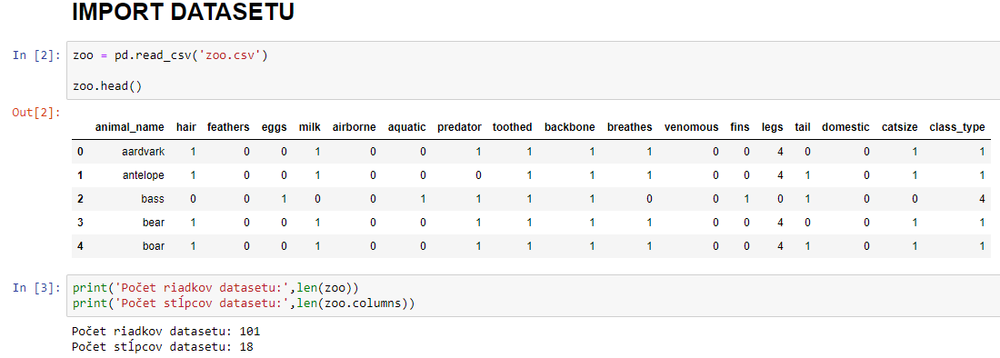 IMPORT DATASETU
In [2]: zoo = pd.read_csv('zoo.csv')
zoo.head()
Out[2]:
animal_name hair feathers eggs milk airborne aquatic predator toothed backbone breathes venomous fins legs tail domestic catsize class_type
0 aardvark 1 0 0 1 0 0 1 1 1 1 0 0 4 0 0 1 1
1 antelope 1 0 0 1 0 0 0 1 1 1 0 0 4 1 0 1 1
2 bass 0 0 1 0 0 1 1 1 1 0 0 1 0 1 0 0 4
3 bear 1 0 0 1 0 0 1 1 1 1 0 0 4 0 0 1 1
4 boar 1 0 0 1 0 0 1 1 1 1 0 0 4 1 0 1 1
In [3]: print('Počet riadkov datasetu:',len(zoo))
print('Počet stĺpcov datasetu:',len(zoo.columns))
Počet riadkov datasetu: 101
Počet stĺpcov datasetu: 18